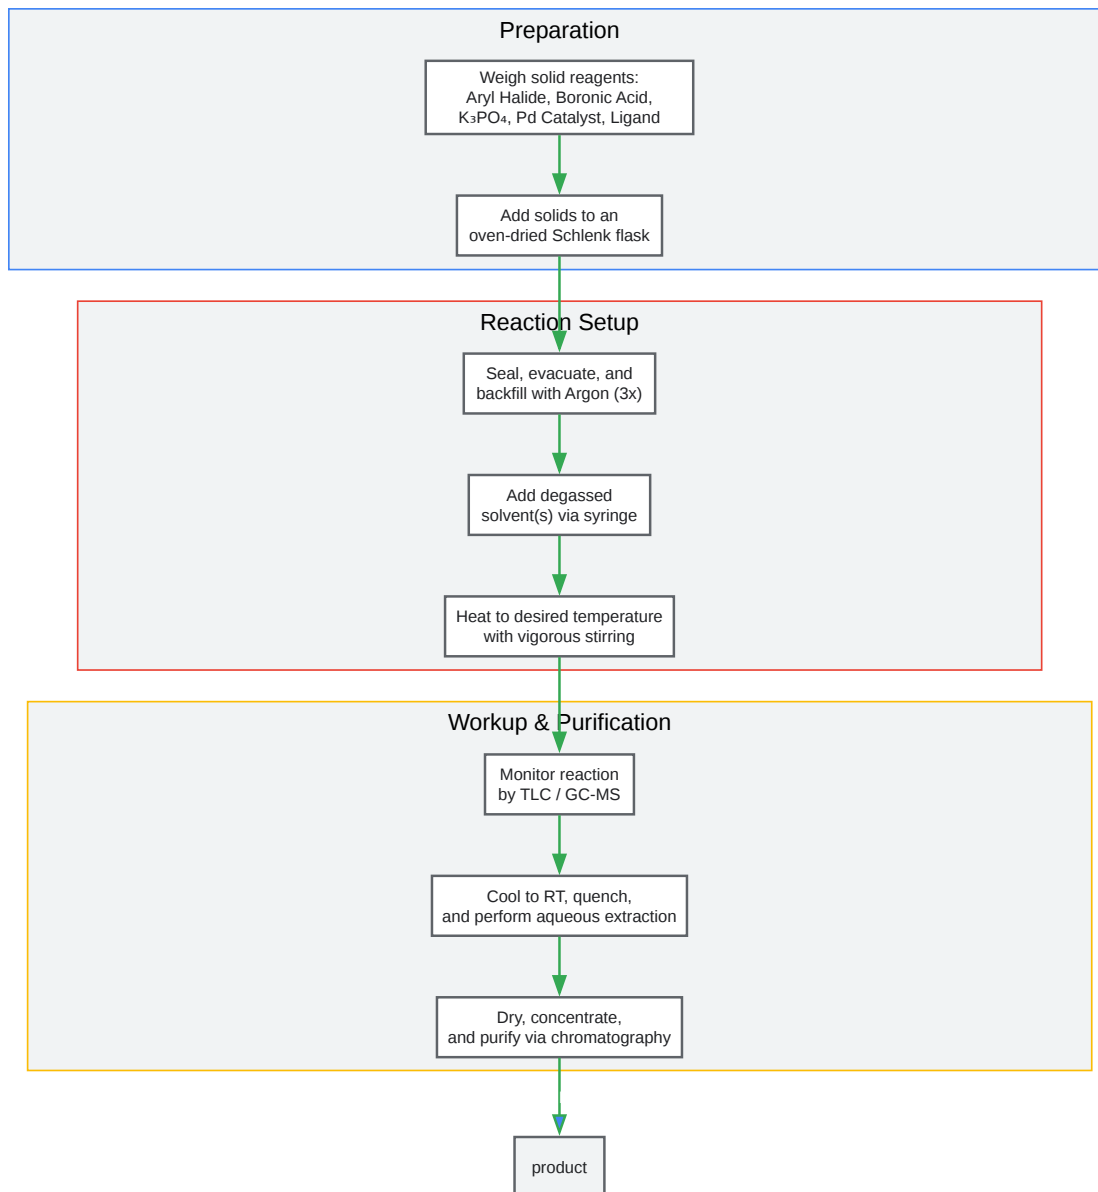 Preparation
Weigh solid reagents:
Aryl Halide, Boronic Acid,
K₃PO₄, Pd Catalyst, Ligand
Add solids to an
oven-dried Schlenk flask
Reaction Setup
Seal, evacuate, and
backfill with Argon (3x)
Add degassed
solvent(s) via syringe
Heat to desired temperature
with vigorous stirring
Workup & Purification
Monitor reaction
by TLC / GC-MS
Cool to RT, quench,
and perform aqueous extraction
Dry, concentrate,
and purify via chromatography
product